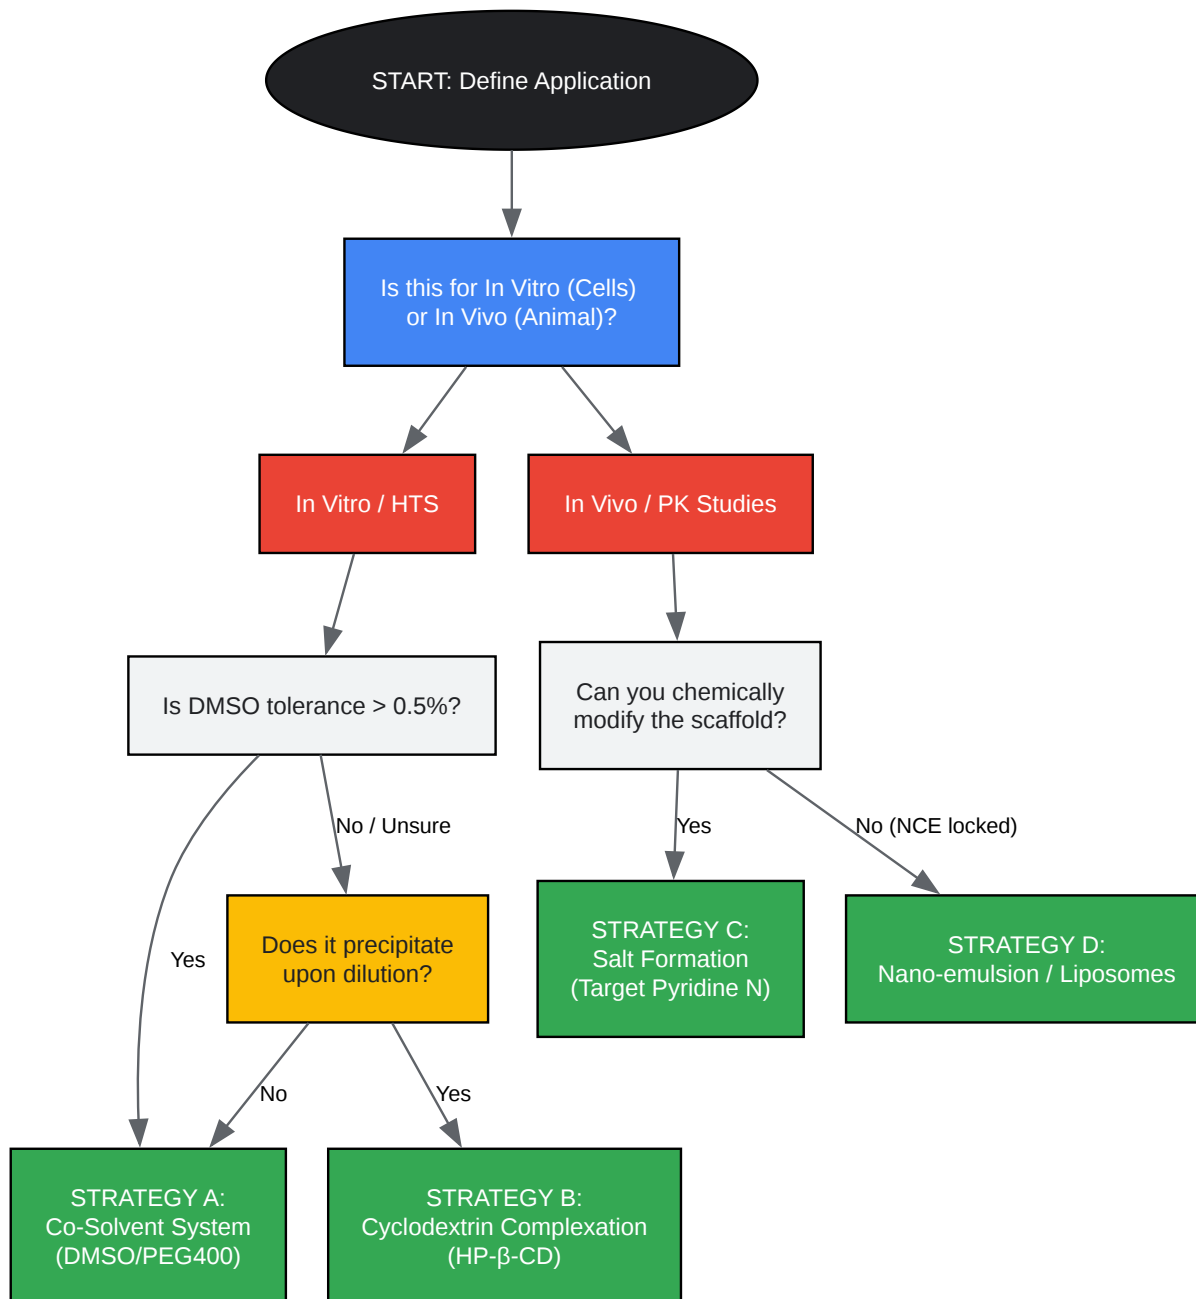 START: Define Application
Is this for In Vitro (Cells)
or In Vivo (Animal)?
In Vitro / HTS
In Vivo / PK Studies
Is DMSO tolerance > 0.5%?
Can you chemically
modify the scaffold?
No / Unsure
Yes
No (NCE locked)
Yes
Does it precipitate
upon dilution?
STRATEGY C:
Salt Formation
(Target Pyridine N)
STRATEGY D:
Nano-emulsion / Liposomes
No
Yes
STRATEGY A:
Co-Solvent System
(DMSO/PEG400)
STRATEGY B:
Cyclodextrin Complexation
(HP-β-CD)